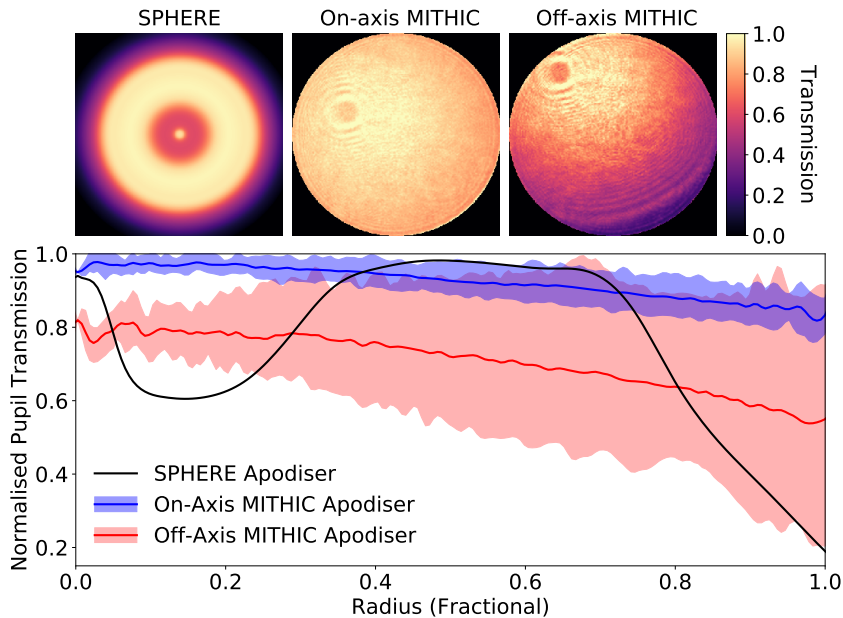 SPHERE
On-axis MITHIC
Off-axis MITHIC
1.0
0.8
0.6
0.4
0.2
0.0
Transmission
1.0
0.8
0.6
0.4
0.2
Normalised Pupil Transmission
SPHERE Apodiser
On-Axis MITHIC Apodiser
Off-Axis MITHIC Apodiser
0.0 0.2 0.4 0.6 0.8 1.0
Radius (Fractional)